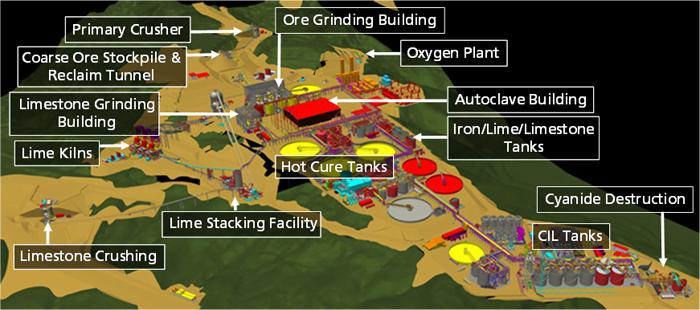 Primary Crusher
Ore Grinding Building
Coarse Ore Stockpile &
Reclaim Tunnel
Oxygen Plant
Limestone Grinding
Building
Autoclave Building
Iron/Lime/Limestone
Tanks
Lime Kilns
Hot Cure Tanks
Cyanide Destruction
Lime Stacking Facility
CIL Tanks
Limestone Crushing